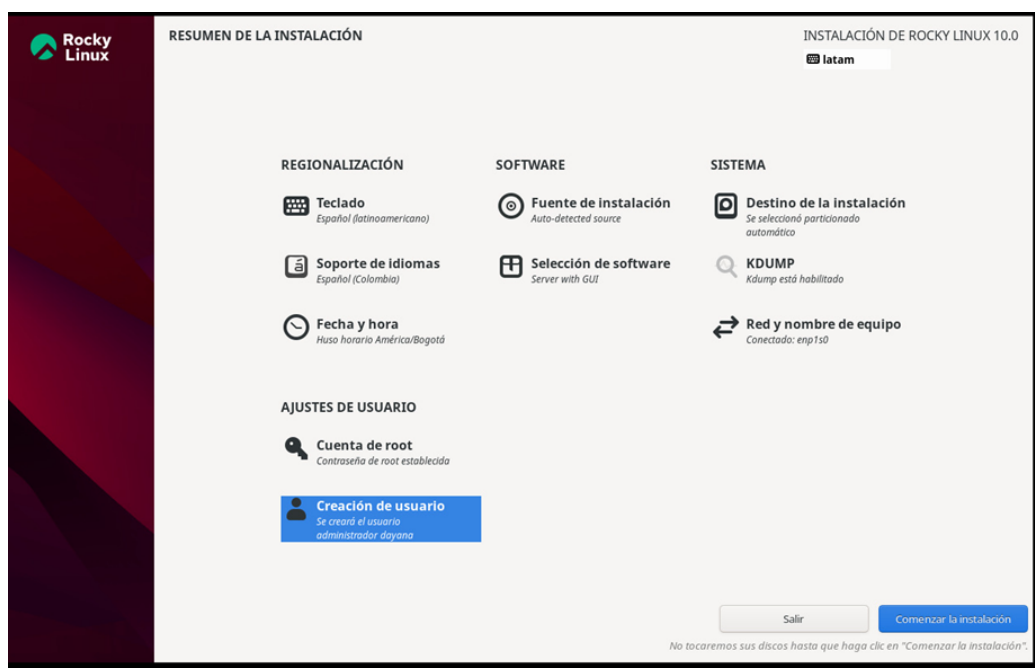 Rocky
Linux
RESUMEN DE LA INSTALACIÓN
INSTALACIÓN DE ROCKY LINUX 10.0
latam
REGIONALIZACIÓN
Teclado
Español (latinoamericano)
Soporte de idiomas
Español (Colombia)
Fecha y hora
Huso horario América/Bogotá
SOFTWARE
Fuente de instalación
Auto-detected source
Selección de software
Server with GUI
SISTEMA
Destino de la instalación
Se seleccionó particionado
automático
KDUMP
Kdump está habilitado
Red y nombre de equipo
Conectado: enp1s0
AJUSTES DE USUARIO
Cuenta de root
Contraseña de root establecida
Creación de usuario
Se creará el usuario
administrador dayana
Salir
Comenzar la instalación
No tocaremos sus discos hasta que haga clic en "Comenzar la instalación".